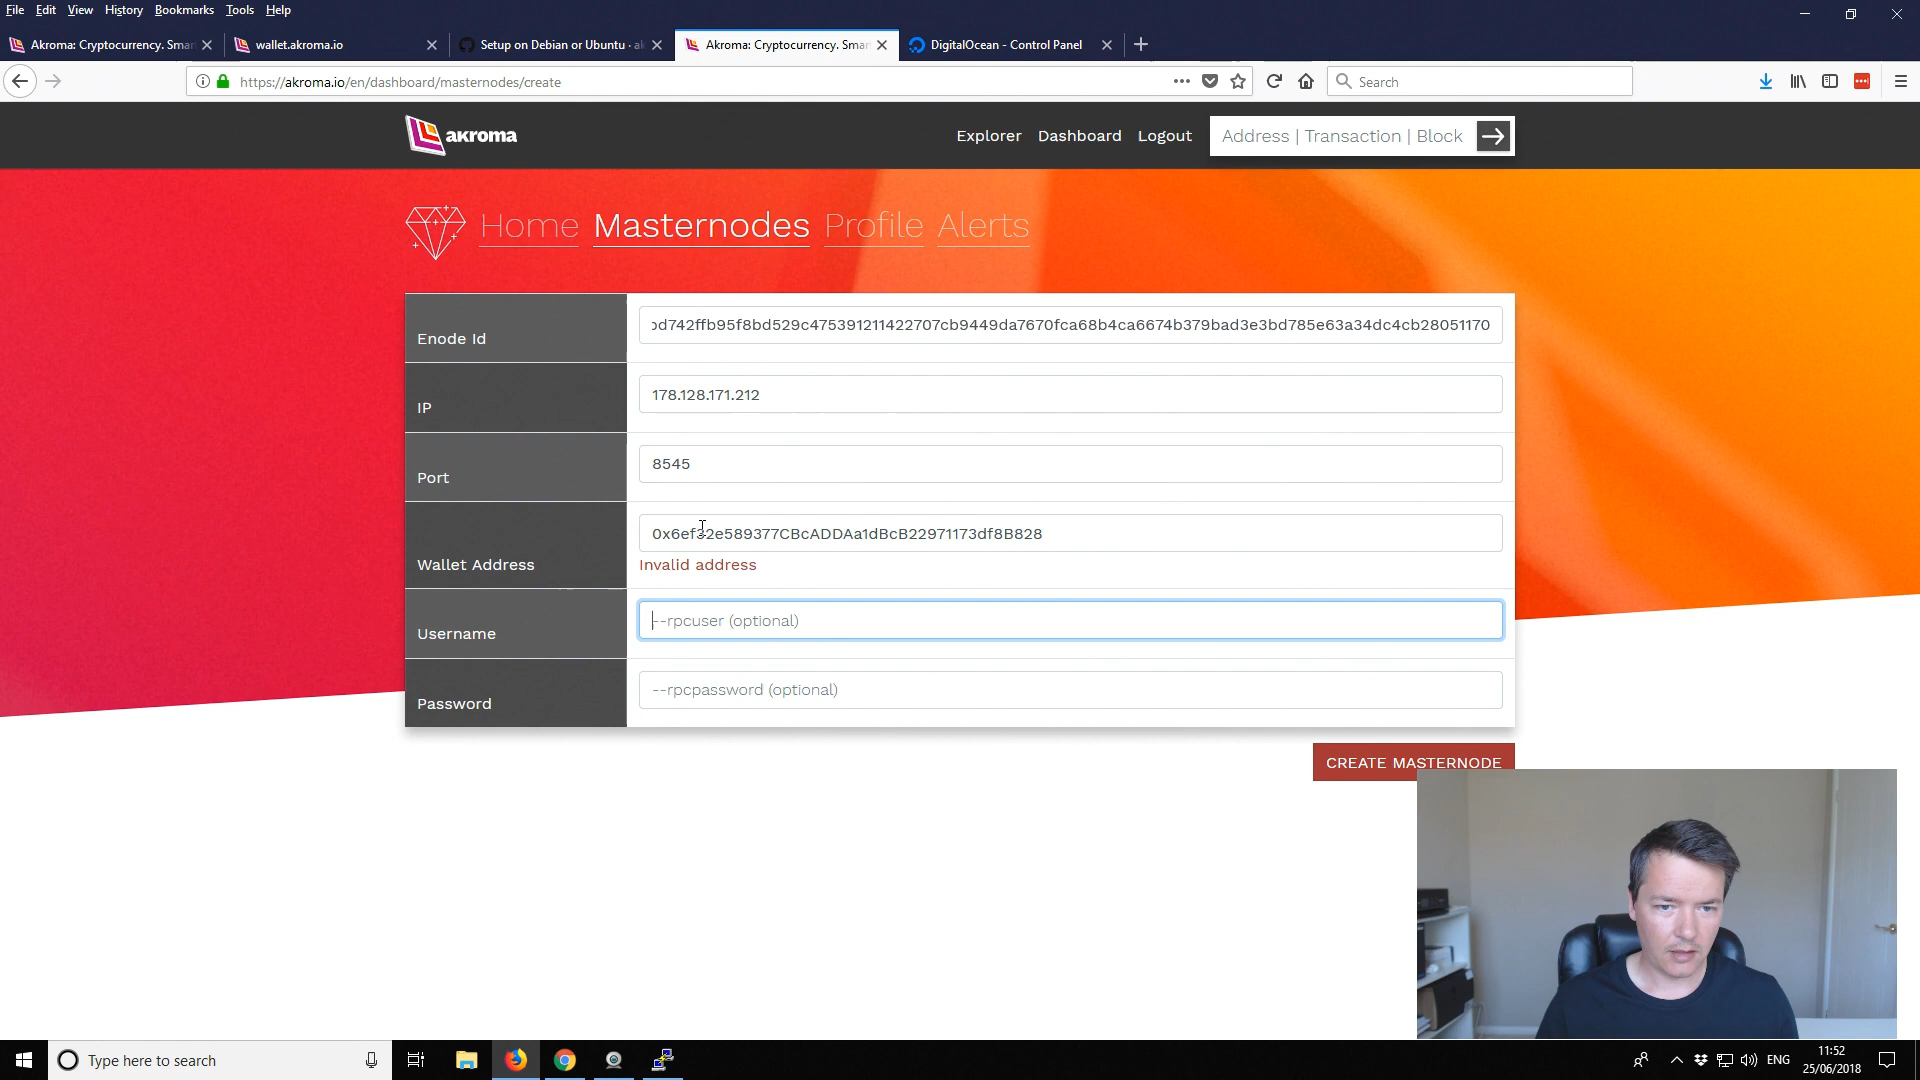 File Edit View History Bookmarks Tools Help
Akroma: Cryptocurrency. Smar
wallet.akroma.io
Setup on Debian or Ubuntu · ak
Akroma: Cryptocurrency. Smar
DigitalOcean - Control Panel
https://akroma.io/en/dashboard/masternodes/create
Search
akroma
Explorer Dashboard Logout
Address | Transaction | Block
Home Masternodes Profile Alerts
Enode Id
bd742ffb95f8bd529c475391211422707cb9449da7670fca68b4ca6674b379bad3e3bd785e63a34dc4cb28051170
IP
178.128.171.212
Port
8545
Wallet Address
0x6ef32e589377CBcADDAa1dBcB22971173df8B828
Invalid address
Username
--rpcuser (optional)
Password
--rpcpassword (optional)
CREATE MASTERNODE
Type here to search
ENG
11:52
25/06/2018